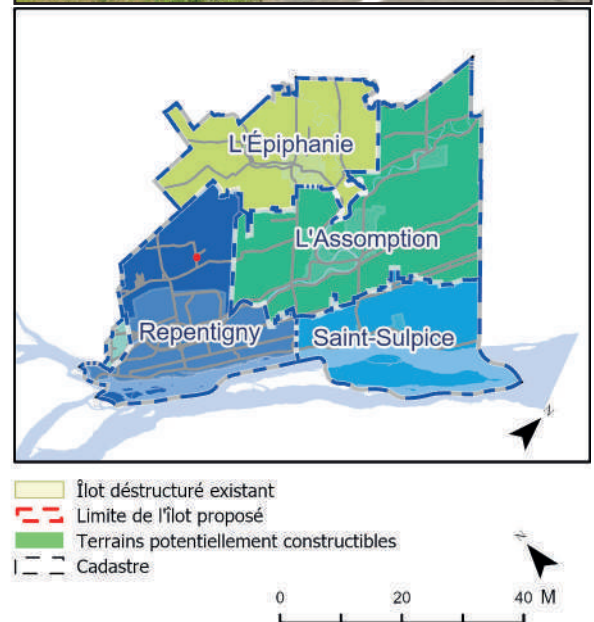 L'Épiphanie
L'Assomption
Repentigny
Saint-Sulpice
N
Îlot déstructuré existant
Limite de l'îlot proposé
Terrains potentiellement constructibles
Cadastre
N
0 20 40 M